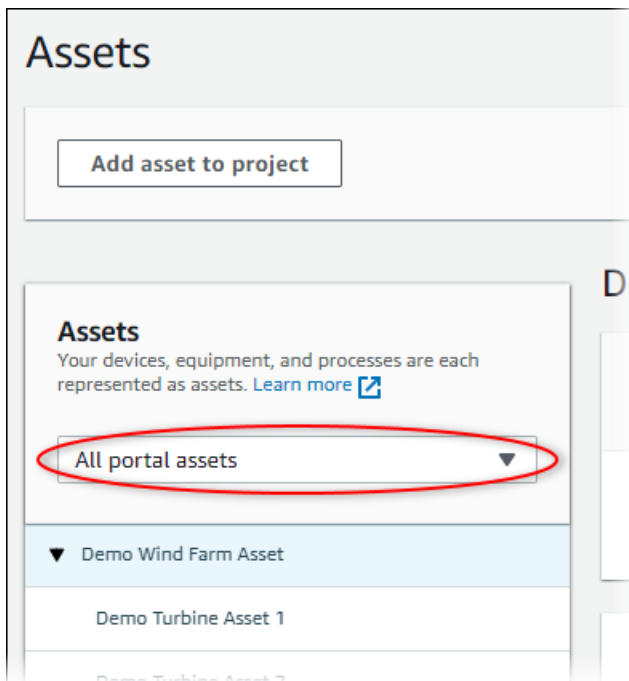 Assets
Add asset to project
D
Assets
Your devices, equipment, and processes are each
represented as assets. Learn more
All portal assets
Demo Wind Farm Asset
Demo Turbine Asset 1